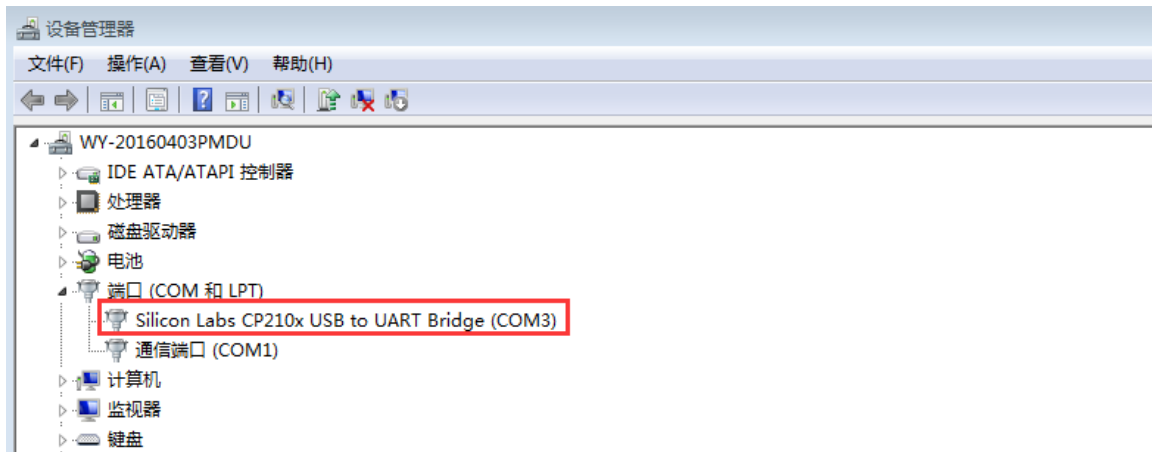 设备管理器
文件(F) 操作(A) 查看(V) 帮助(H)
WY-20160403PMDU
IDE ATA/ATAPI 控制器
处理器
磁盘驱动器
电池
端口 (COM 和 LPT)
Silicon Labs CP210x USB to UART Bridge (COM3)
通信端口 (COM1)
计算机
监视器
键盘